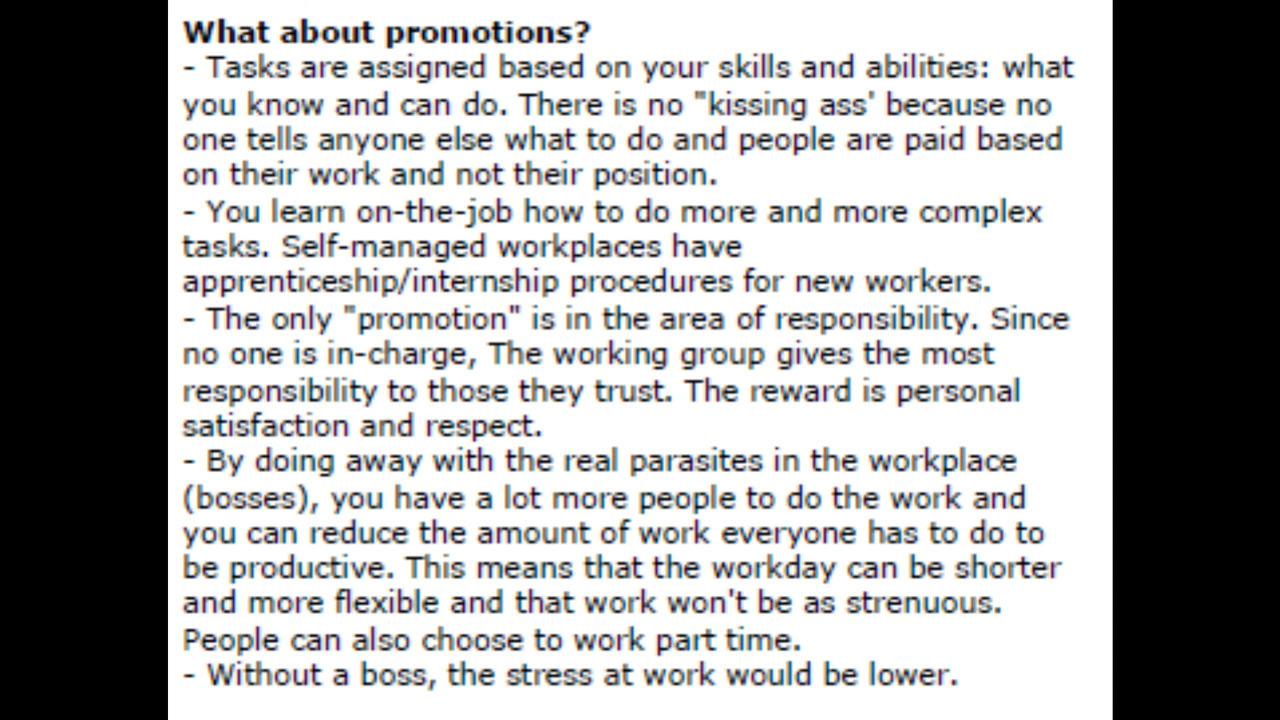 What about promotions?
- Tasks are assigned based on your skills and abilities: what
you know and can do. There is no "kissing ass' because no
one tells anyone else what to do and people are paid based
on their work and not their position.
- You learn on-the-job how to do more and more complex
tasks. Self-managed workplaces have
apprenticeship/internship procedures for new workers.
- The only "promotion" is in the area of responsibility. Since
no one is in-charge, The working group gives the most
responsibility to those they trust. The reward is personal
satisfaction and respect.
- By doing away with the real parasites in the workplace
(bosses), you have a lot more people to do the work and
you can reduce the amount of work everyone has to do to
be productive. This means that the workday can be shorter
and more flexible and that work won't be as strenuous.
People can also choose to work part time.
- Without a boss, the stress at work would be lower.